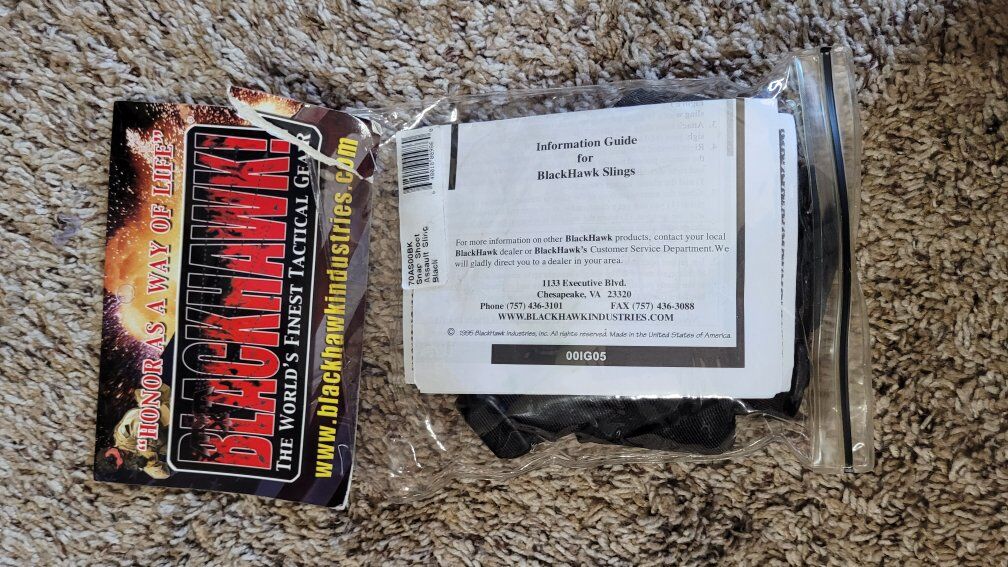 "HONOR AS A WAY OF LIFE"
BLACKHAWK!
®
THE WORLD'S FINEST TACTICAL GEAR
www.blackhawkindustries.com
70AS00BK
Snap Shoot
Assault Sling
Black
Information Guide
for
BlackHawk Slings
For more information on other BlackHawk products, contact your local
BlackHawk dealer or BlackHawk's Customer Service Department. We
will gladly direct you to a dealer in your area.
1133 Executive Blvd.
Chesapeake, VA 23320
Phone (757) 436-3101 FAX (757) 436-3088
WWW.BLACKHAWKINDUSTRIES.COM
© 1995 BlackHawk Industries, Inc. All rights reserved. Made in the United States of America.
00IG05